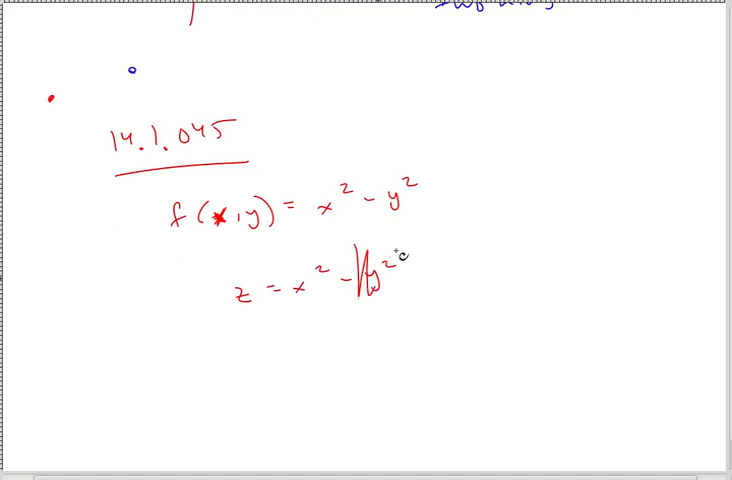 14.1.045
f(x,y) = x² - y²
z = x² - y²